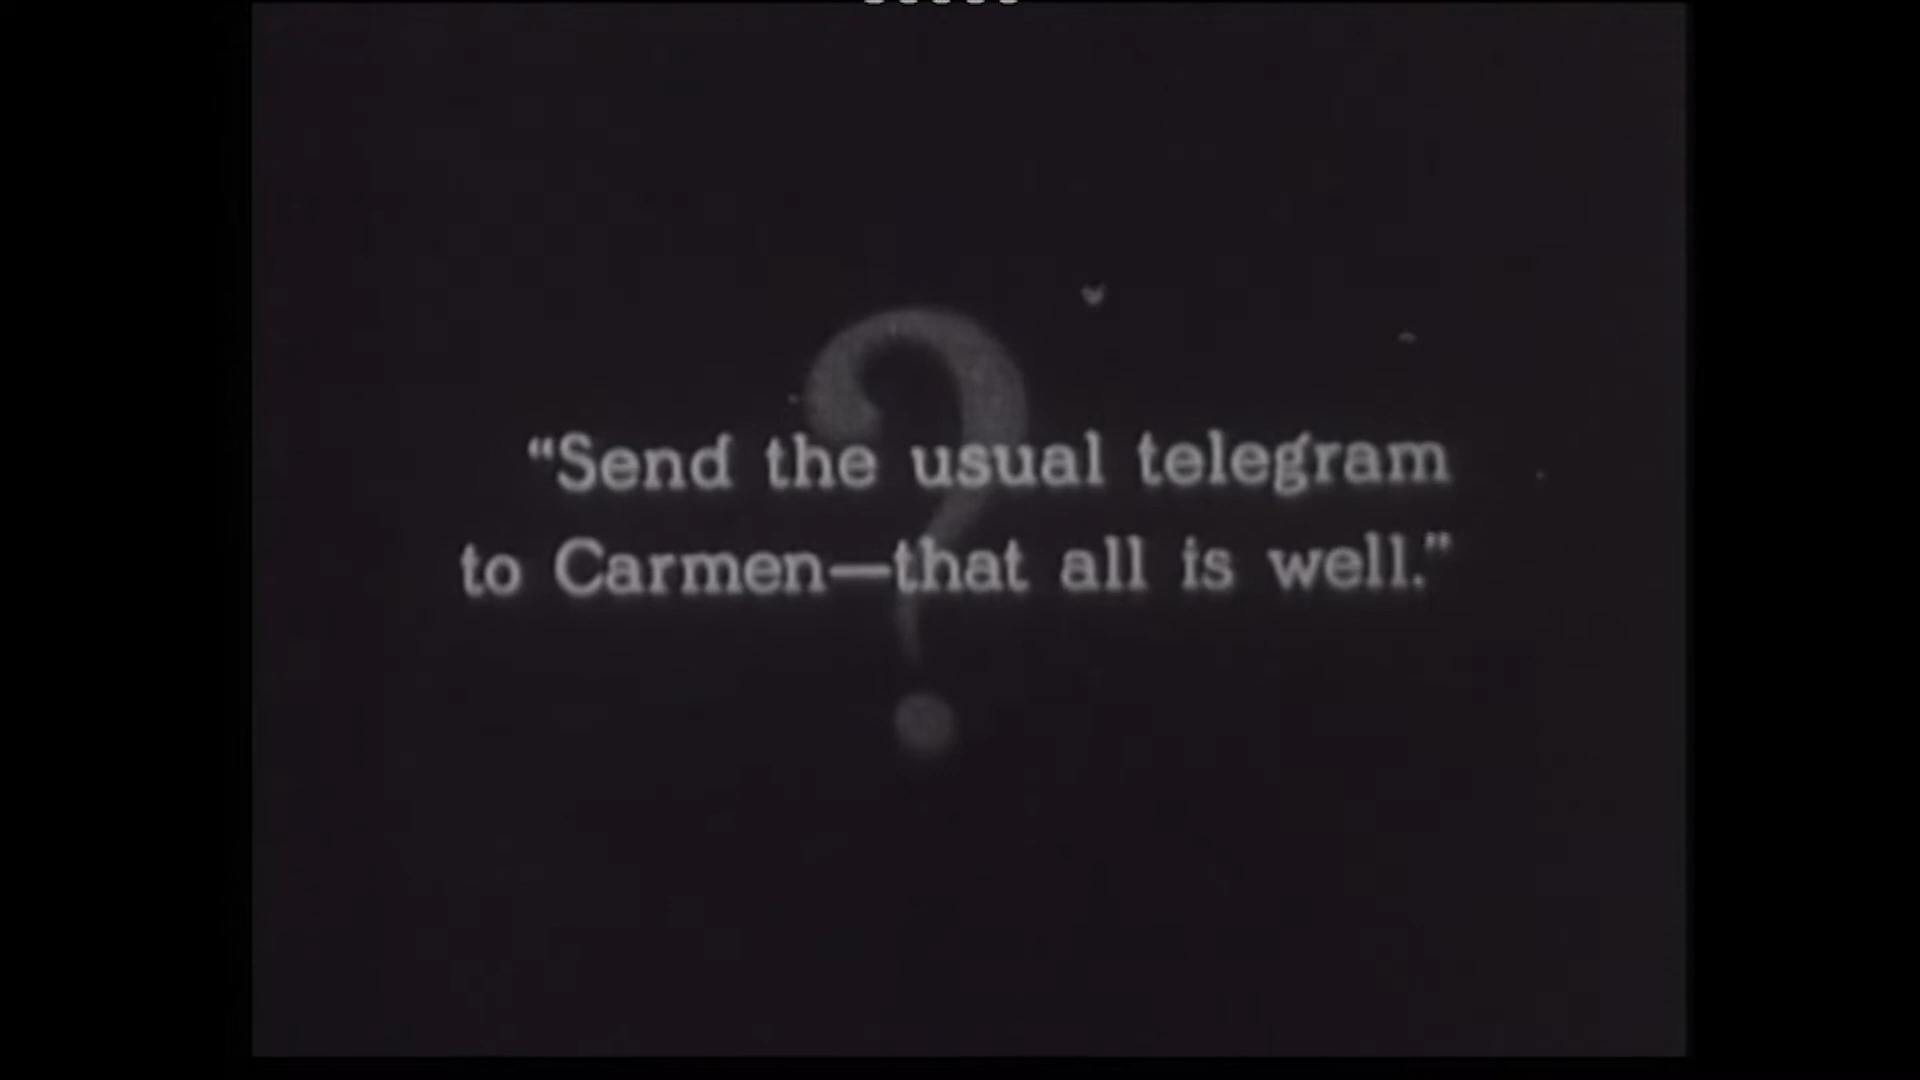 “Send the usual telegram
to Carmen—that all is well.”
?